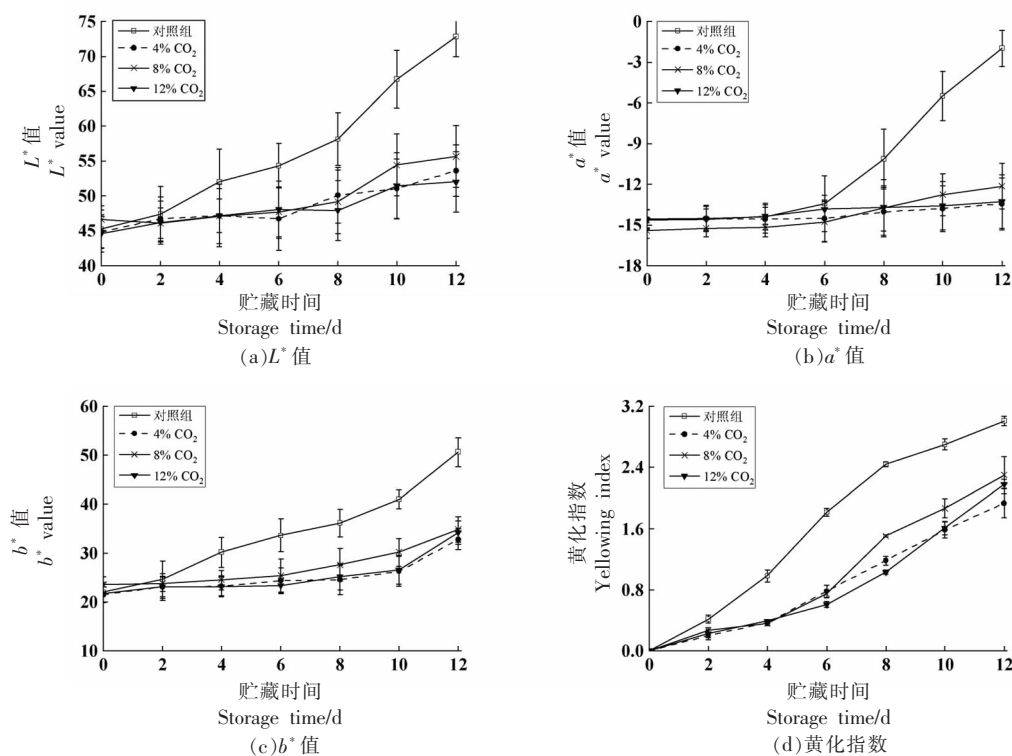 75
70
65
60
55
50
45
40
L* 值
L* value
对照组
4% CO₂
8% CO₂
12% CO₂
0 2 4 6 8 10 12
贮藏时间
Storage time/d
(a)L* 值
0
-3
-6
-9
-12
-15
-18
a* 值
a* value
对照组
4% CO₂
8% CO₂
12% CO₂
0 2 4 6 8 10 12
贮藏时间
Storage time/d
(b)a* 值
60
50
40
30
20
10
b* 值
b* value
对照组
4% CO₂
8% CO₂
12% CO₂
0 2 4 6 8 10 12
贮藏时间
Storage time/d
(c)b* 值
3.2
2.4
1.6
0.8
0.0
黄化指数
Yellowing index
对照组
4% CO₂
8% CO₂
12% CO₂
0 2 4 6 8 10 12
贮藏时间
Storage time/d
(d)黄化指数